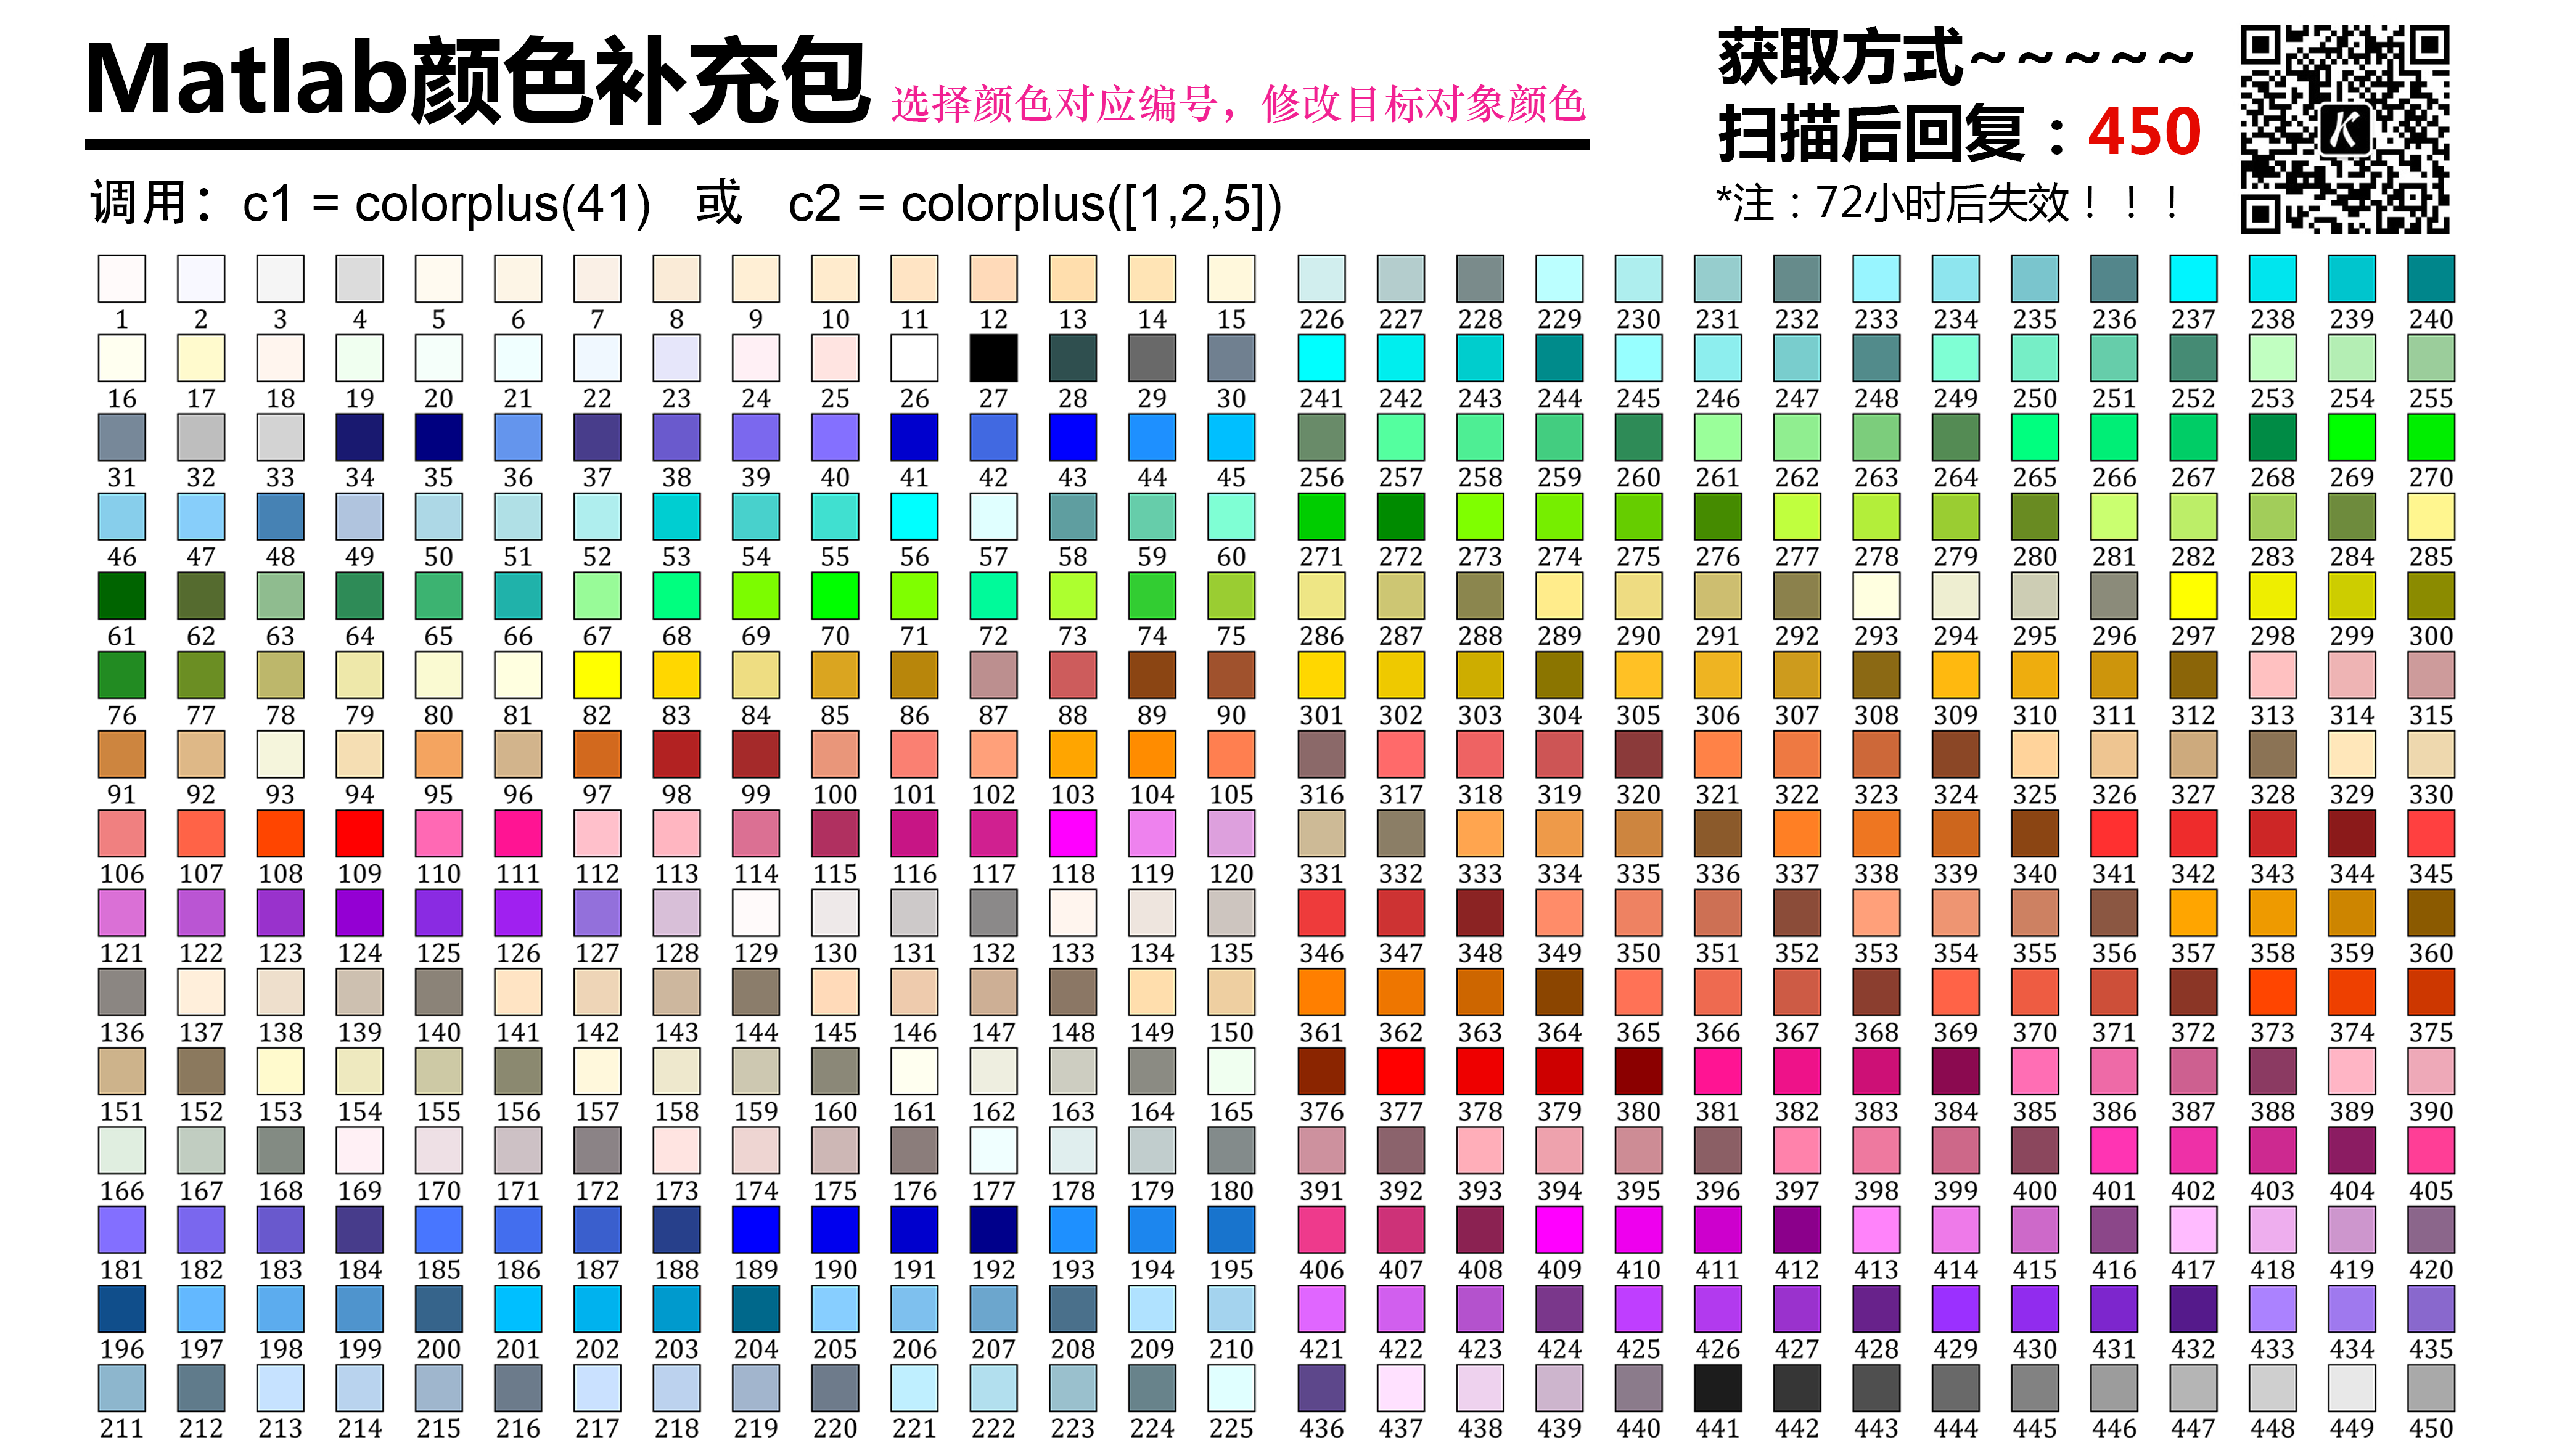 Matlab颜色补充包 选择颜色对应编号，修改目标对象颜色
调用：c1 = colorplus(41) 或 c2 = colorplus([1,2,5])
获取方式~~~~~
扫描后回复：450
*注：72小时后失效！！！
K
1 2 3 4 5 6 7 8 9 10 11 12 13 14 15
16 17 18 19 20 21 22 23 24 25 26 27 28 29 30
31 32 33 34 35 36 37 38 39 40 41 42 43 44 45
46 47 48 49 50 51 52 53 54 55 56 57 58 59 60
61 62 63 64 65 66 67 68 69 70 71 72 73 74 75
76 77 78 79 80 81 82 83 84 85 86 87 88 89 90
91 92 93 94 95 96 97 98 99 100 101 102 103 104 105
106 107 108 109 110 111 112 113 114 115 116 117 118 119 120
121 122 123 124 125 126 127 128 129 130 131 132 133 134 135
136 137 138 139 140 141 142 143 144 145 146 147 148 149 150
151 152 153 154 155 156 157 158 159 160 161 162 163 164 165
166 167 168 169 170 171 172 173 174 175 176 177 178 179 180
181 182 183 184 185 186 187 188 189 190 191 192 193 194 195
196 197 198 199 200 201 202 203 204 205 206 207 208 209 210
211 212 213 214 215 216 217 218 219 220 221 222 223 224 225
226 227 228 229 230 231 232 233 234 235 236 237 238 239 240
241 242 243 244 245 246 247 248 249 250 251 252 253 254 255
256 257 258 259 260 261 262 263 264 265 266 267 268 269 270
271 272 273 274 275 276 277 278 279 280 281 282 283 284 285
286 287 288 289 290 291 292 293 294 295 296 297 298 299 300
301 302 303 304 305 306 307 308 309 310 311 312 313 314 315
316 317 318 319 320 321 322 323 324 325 326 327 328 329 330
331 332 333 334 335 336 337 338 339 340 341 342 343 344 345
346 347 348 349 350 351 352 353 354 355 356 357 358 359 360
361 362 363 364 365 366 367 368 369 370 371 372 373 374 375
376 377 378 379 380 381 382 383 384 385 386 387 388 389 390
391 392 393 394 395 396 397 398 399 400 401 402 403 404 405
406 407 408 409 410 411 412 413 414 415 416 417 418 419 420
421 422 423 424 425 426 427 428 429 430 431 432 433 434 435
436 437 438 439 440 441 442 443 444 445 446 447 448 449 450